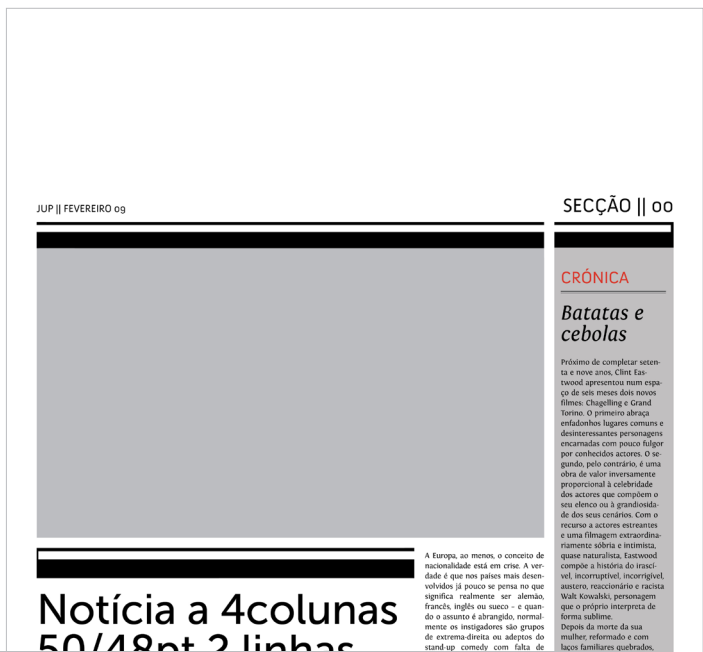 JUP || FEVEREIRO 09
SECÇÃO || 00
Notícia a 4colunas
50/48pt 2 linhas
A Europa, ao menos, o conceito de
nacionalidade está em crise. A ver-
dade é que nos países mais desen-
volvidos já pouco se pensa no que
significa realmente ser alemão,
francês, inglês ou sueco – e quan-
do o assunto é abrangido, normal-
mente os instigadores são grupos
de extrema-direita ou adeptos do
stand-up comedy com falta de
CRÓNICA
Batatas e
cebolas
Próximo de completar seten-
ta e nove anos, Clint Eas-
twood apresentou num espa-
ço de seis meses dois novos
filmes: Chagelling e Grand
Torino. O primeiro abraça
enfadonhos lugares comuns e
desinteressantes personagens
encarnadas com pouco fulgor
por conhecidos actores. O se-
gundo, pelo contrário, é uma
obra de valor inversamente
proporcional à celebridade
dos actores que compõem o
seu elenco ou à grandiosida-
de dos seus cenários. Com o
recurso a actores estreantes
e uma filmagem extraordina-
riamente sóbria e intimista,
quase naturalista, Eastwood
compõe a história do irascí-
vel, incorruptível, incorrigível,
austero, reaccionário e racista
Walt Kowalski, personagem
que o próprio interpreta de
forma sublime.
Depois da morte da sua
mulher, reformado e com
laços familiares quebrados,